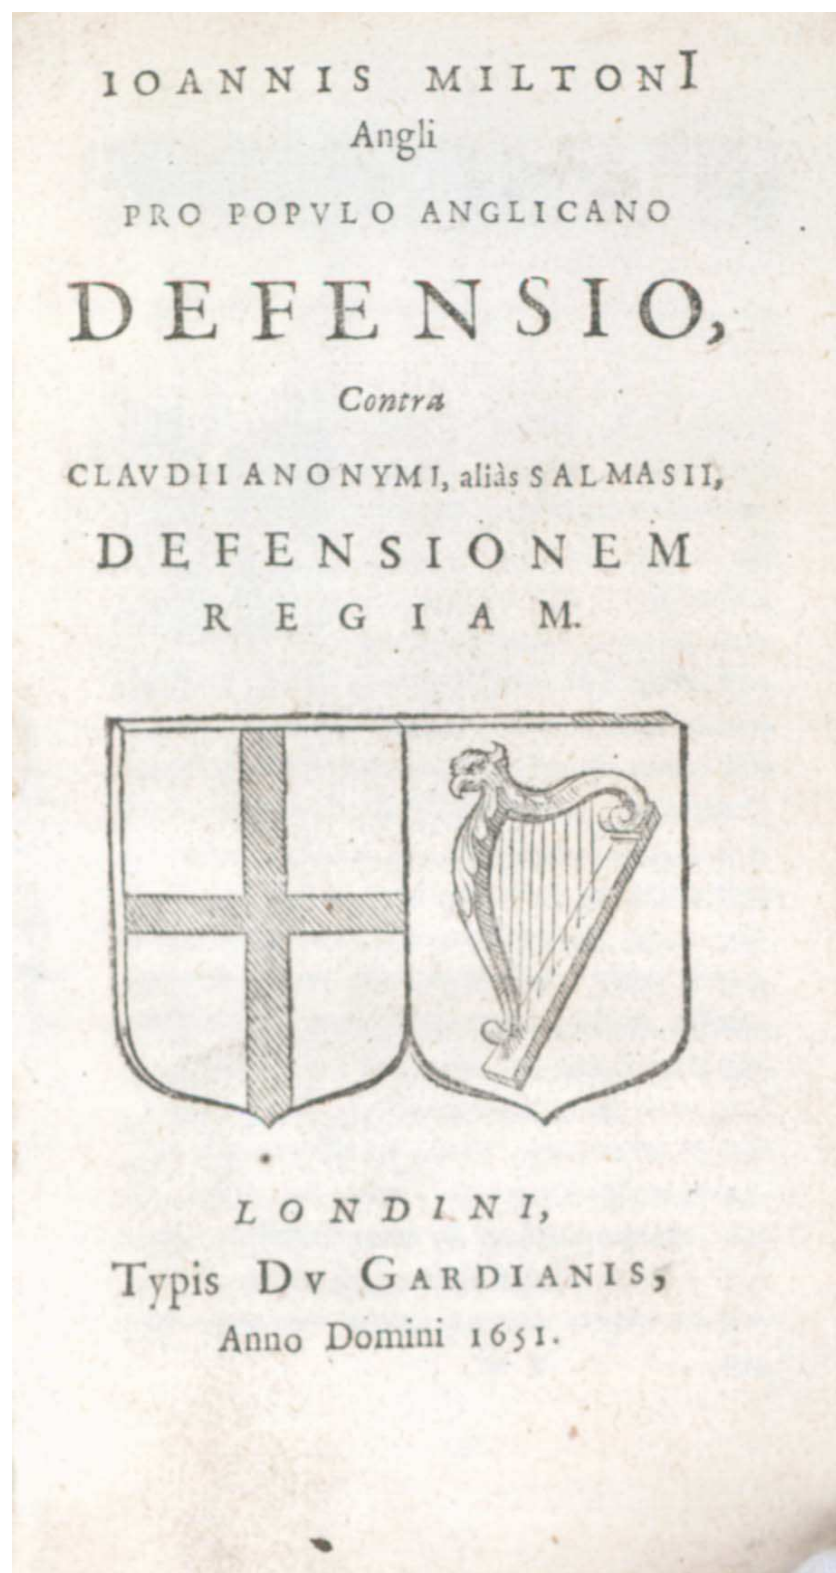 IOANNIS MILTONI
Angli
PRO POPVLO ANGLICANO
DEFENSIO,
Contra
CLAVDII ANONYMI, aliàs SALMASII,
DEFENSIONEM
REGIAM.
LONDINI,
Typis DV GARDIANIS,
Anno Domini 1651.